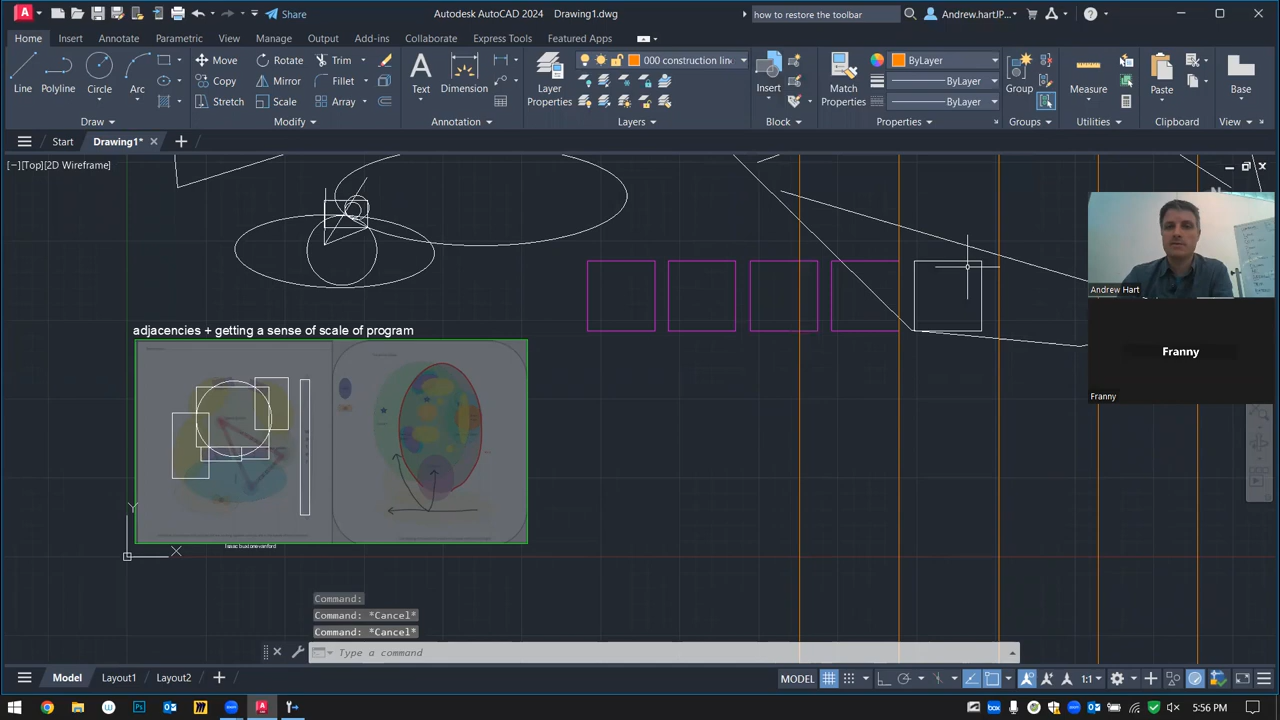 Share
Autodesk AutoCAD 2024 Drawing1.dwg
how to restore the toolbar
Andrew.hartJP...
Home Insert Annotate Parametric View Manage Output Add-ins Collaborate Express Tools Featured Apps
Line
Polyline
Circle
Arc
Move
Copy
Stretch
Rotate
Mirror
Scale
Trim
Fillet
Array
Text
Dimension
Layer
Properties
000 construction line
Insert
Match
Properties
ByLayer
ByLayer
ByLayer
Group
Measure
Paste
Base
Draw Modify Annotation Layers Block Properties Groups Utilities Clipboard View
Start Drawing1*
[−][Top][2D Wireframe]
Andrew Hart
Franny
Franny
adjacencies + getting a sense of scale of program
Y
X
Command:
Command: *Cancel*
Command: *Cancel*
Type a command
Model Layout1 Layout2
MODEL
1:1
5:56 PM